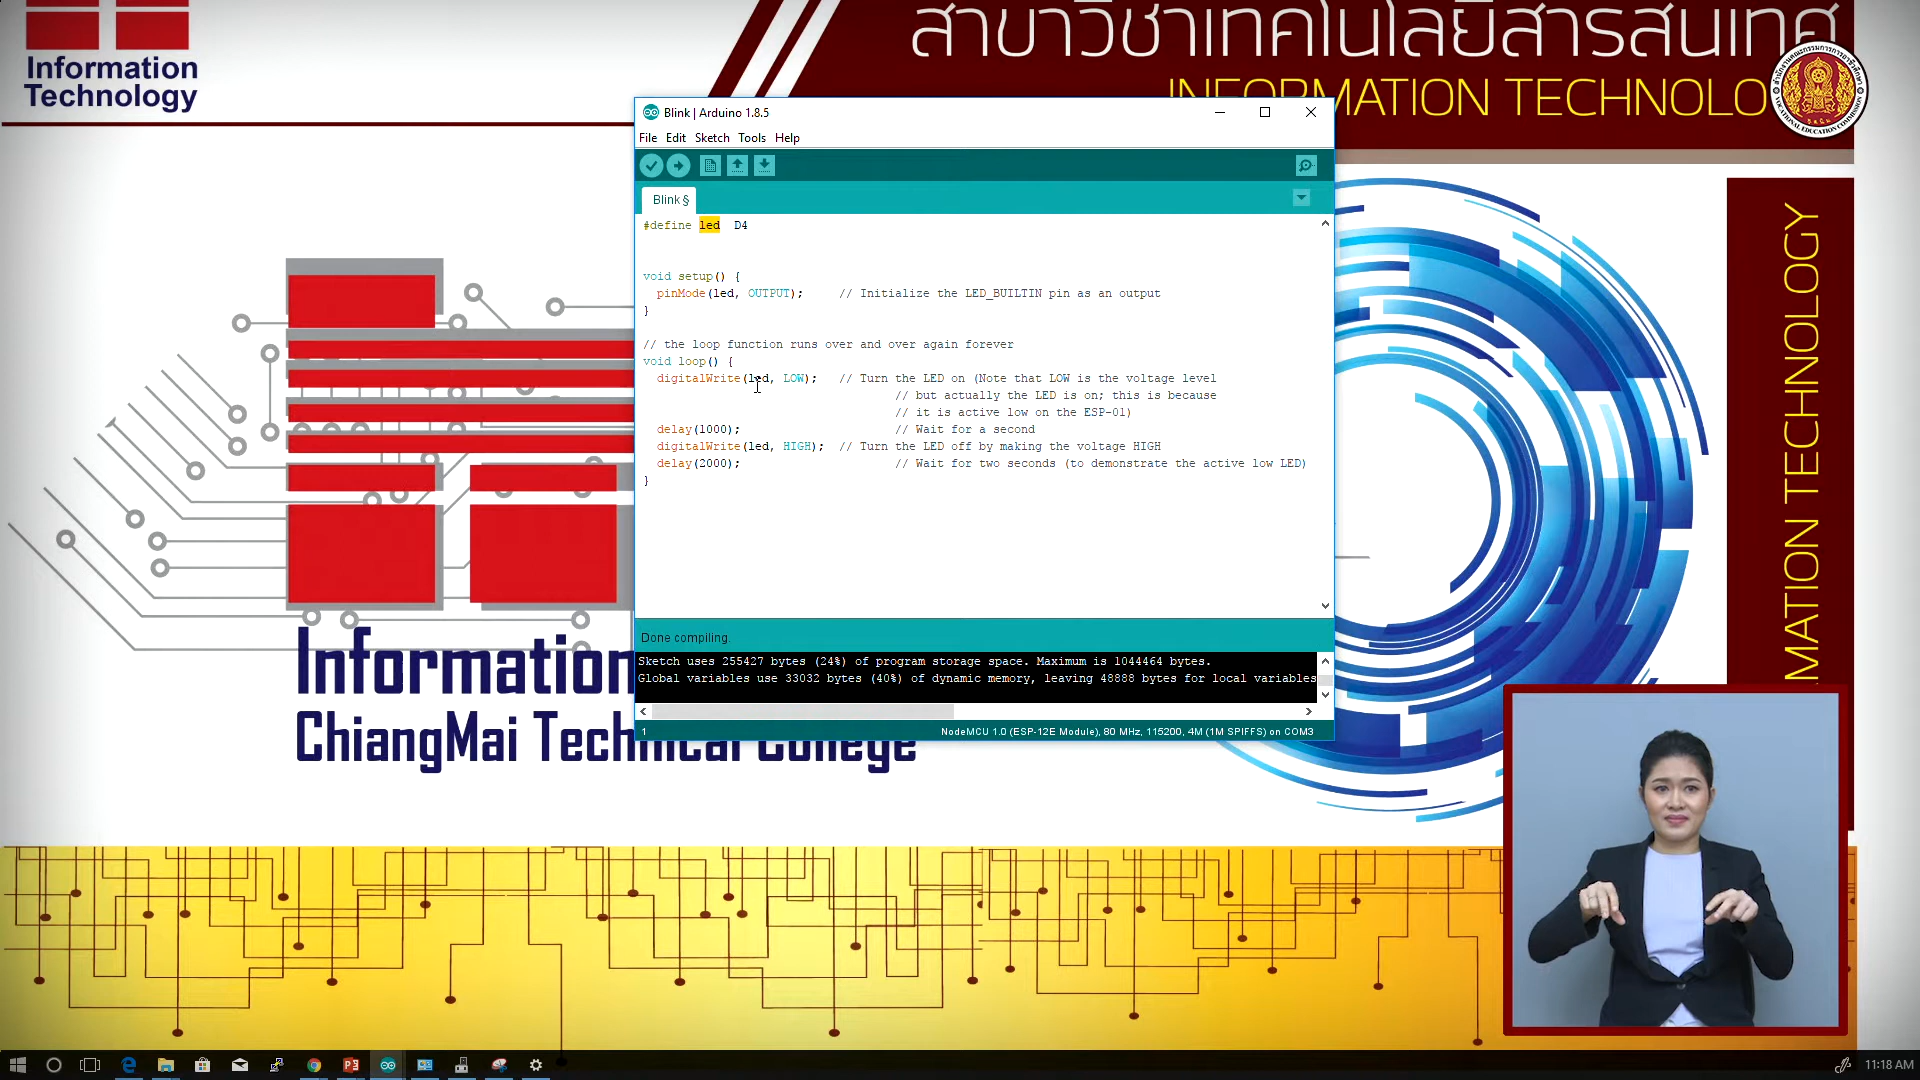 Information
Technology
สาขาวิชาเทคโนโลยีสารสนเทศ
INFORMATION TECHNOLO
Blink | Arduino 1.8.5
File Edit Sketch Tools Help
Blink §
#define led D4
void setup() {
pinMode(led, OUTPUT); // Initialize the LED_BUILTIN pin as an output
}
// the loop function runs over and over again forever
void loop() {
digitalWrite(led, LOW); // Turn the LED on (Note that LOW is the voltage level
// but actually the LED is on; this is because
// it is active low on the ESP-01)
delay(1000); // Wait for a second
digitalWrite(led, HIGH); // Turn the LED off by making the voltage HIGH
delay(2000); // Wait for two seconds (to demonstrate the active low LED)
}
Done compiling.
Sketch uses 255427 bytes (24%) of program storage space. Maximum is 1044464 bytes.
Global variables use 33032 bytes (40%) of dynamic memory, leaving 48888 bytes for local variables
1
NodeMCU 1.0 (ESP-12E Module), 80 MHz, 115200, 4M (1M SPIFFS) on COM3
Information
ChiangMai Technical College
MATION TECHNOLOGY
11:18 AM